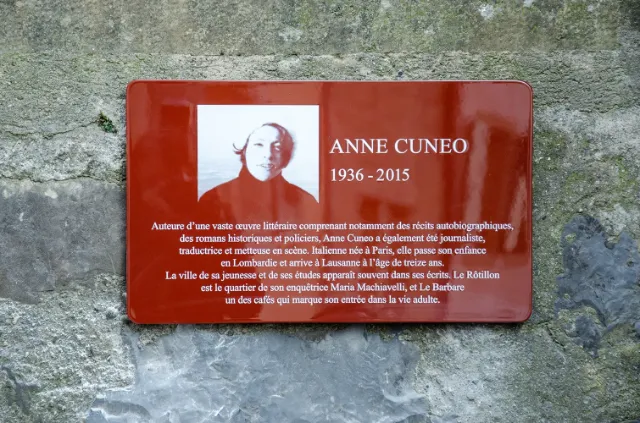 ANNE CUNEO
1936 - 2015
Auteure d'une vaste œuvre littéraire comprenant notamment des récits autobiographiques,
des romans historiques et policiers, Anne Cuneo a également été journaliste,
traductrice et metteuse en scène. Italienne née à Paris, elle passe son enfance
en Lombardie et arrive à Lausanne à l'âge de treize ans.
La ville de sa jeunesse et de ses études apparaît souvent dans ses écrits. Le Rôtillon
est le quartier de son enquêtrice Maria Machiavelli, et Le Barbare
un des cafés qui marque son entrée dans la vie adulte.